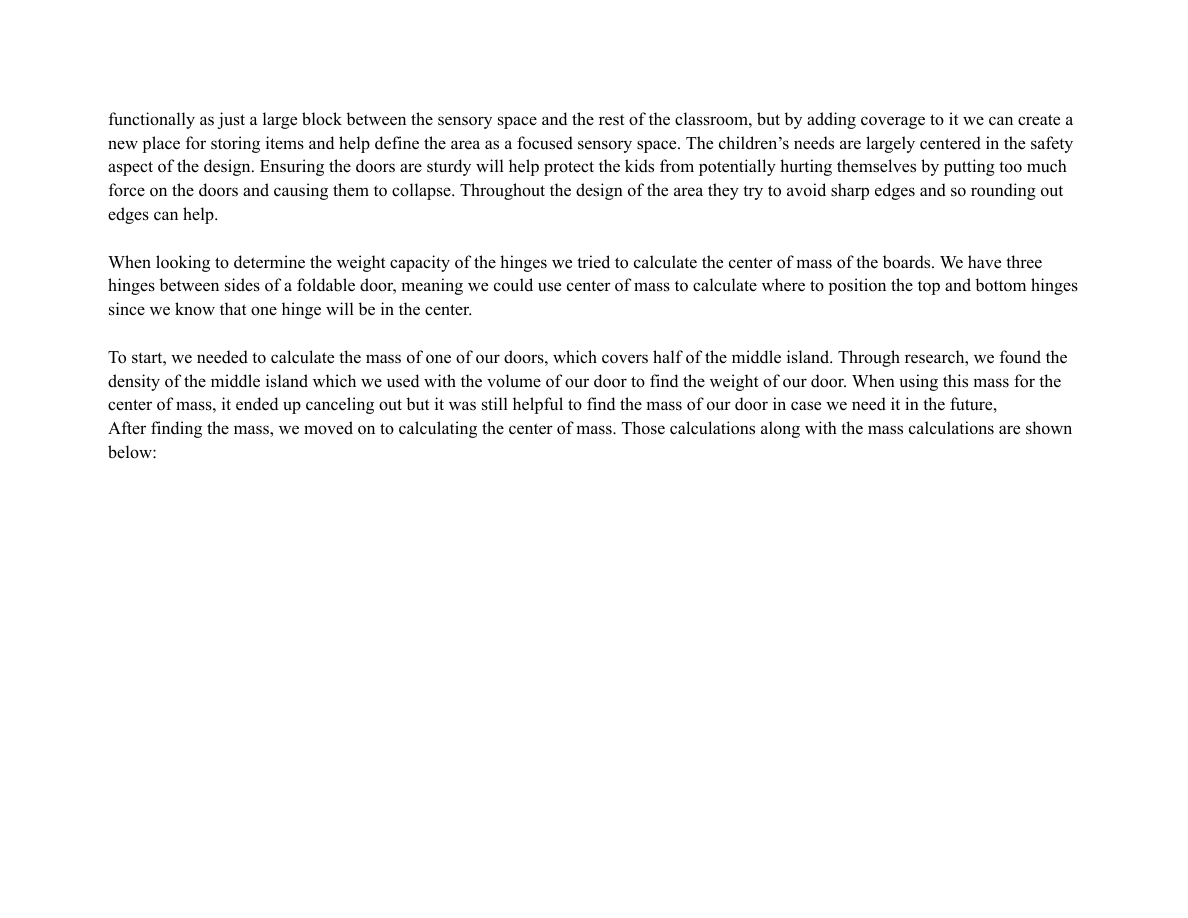 functionally as just a large block between the sensory space and the rest of the classroom, but by adding coverage to it we can create a
new place for storing items and help define the area as a focused sensory space. The children’s needs are largely centered in the safety
aspect of the design. Ensuring the doors are sturdy will help protect the kids from potentially hurting themselves by putting too much
force on the doors and causing them to collapse. Throughout the design of the area they try to avoid sharp edges and so rounding out
edges can help.
When looking to determine the weight capacity of the hinges we tried to calculate the center of mass of the boards. We have three
hinges between sides of a foldable door, meaning we could use center of mass to calculate where to position the top and bottom hinges
since we know that one hinge will be in the center.
To start, we needed to calculate the mass of one of our doors, which covers half of the middle island. Through research, we found the
density of the middle island which we used with the volume of our door to find the weight of our door. When using this mass for the
center of mass, it ended up canceling out but it was still helpful to find the mass of our door in case we need it in the future,
After finding the mass, we moved on to calculating the center of mass. Those calculations along with the mass calculations are shown
below: